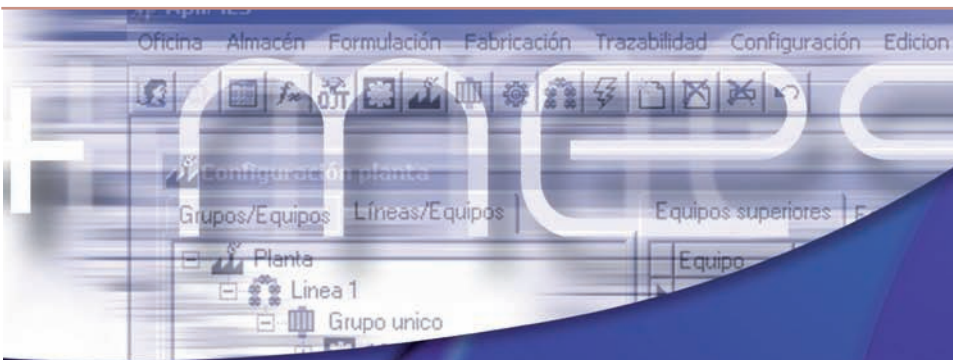 Oficina Almacén Formulación Fabricación Trazabilidad Configuración Edicion
+ mes
Configuración planta
Grupos/Equipos Líneas/Equipos Equipos superiores
Planta Equipo
Linea 1
Grupo unico